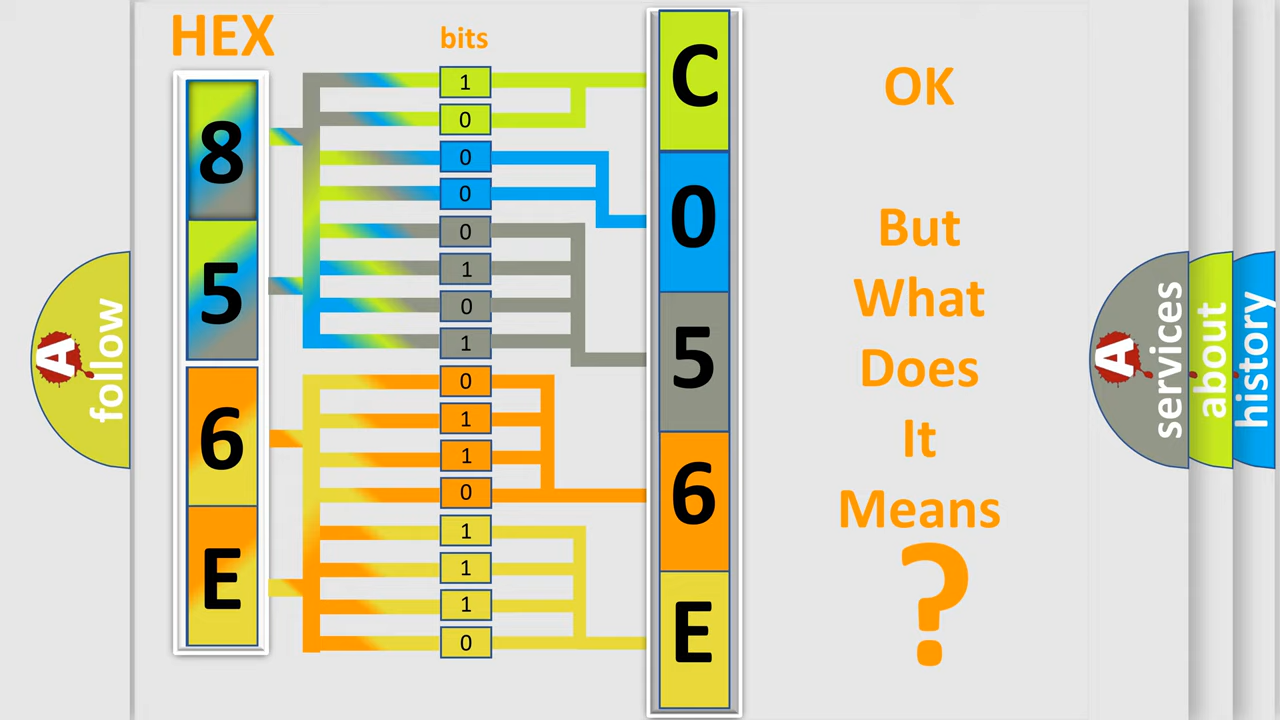 HEX
bits
8
5
6
E
1
0
0
0
0
1
0
1
0
1
1
0
1
1
1
0
C
0
5
6
E
OK
But
What
Does
It
Means
?
A
follow
A
services
about
history